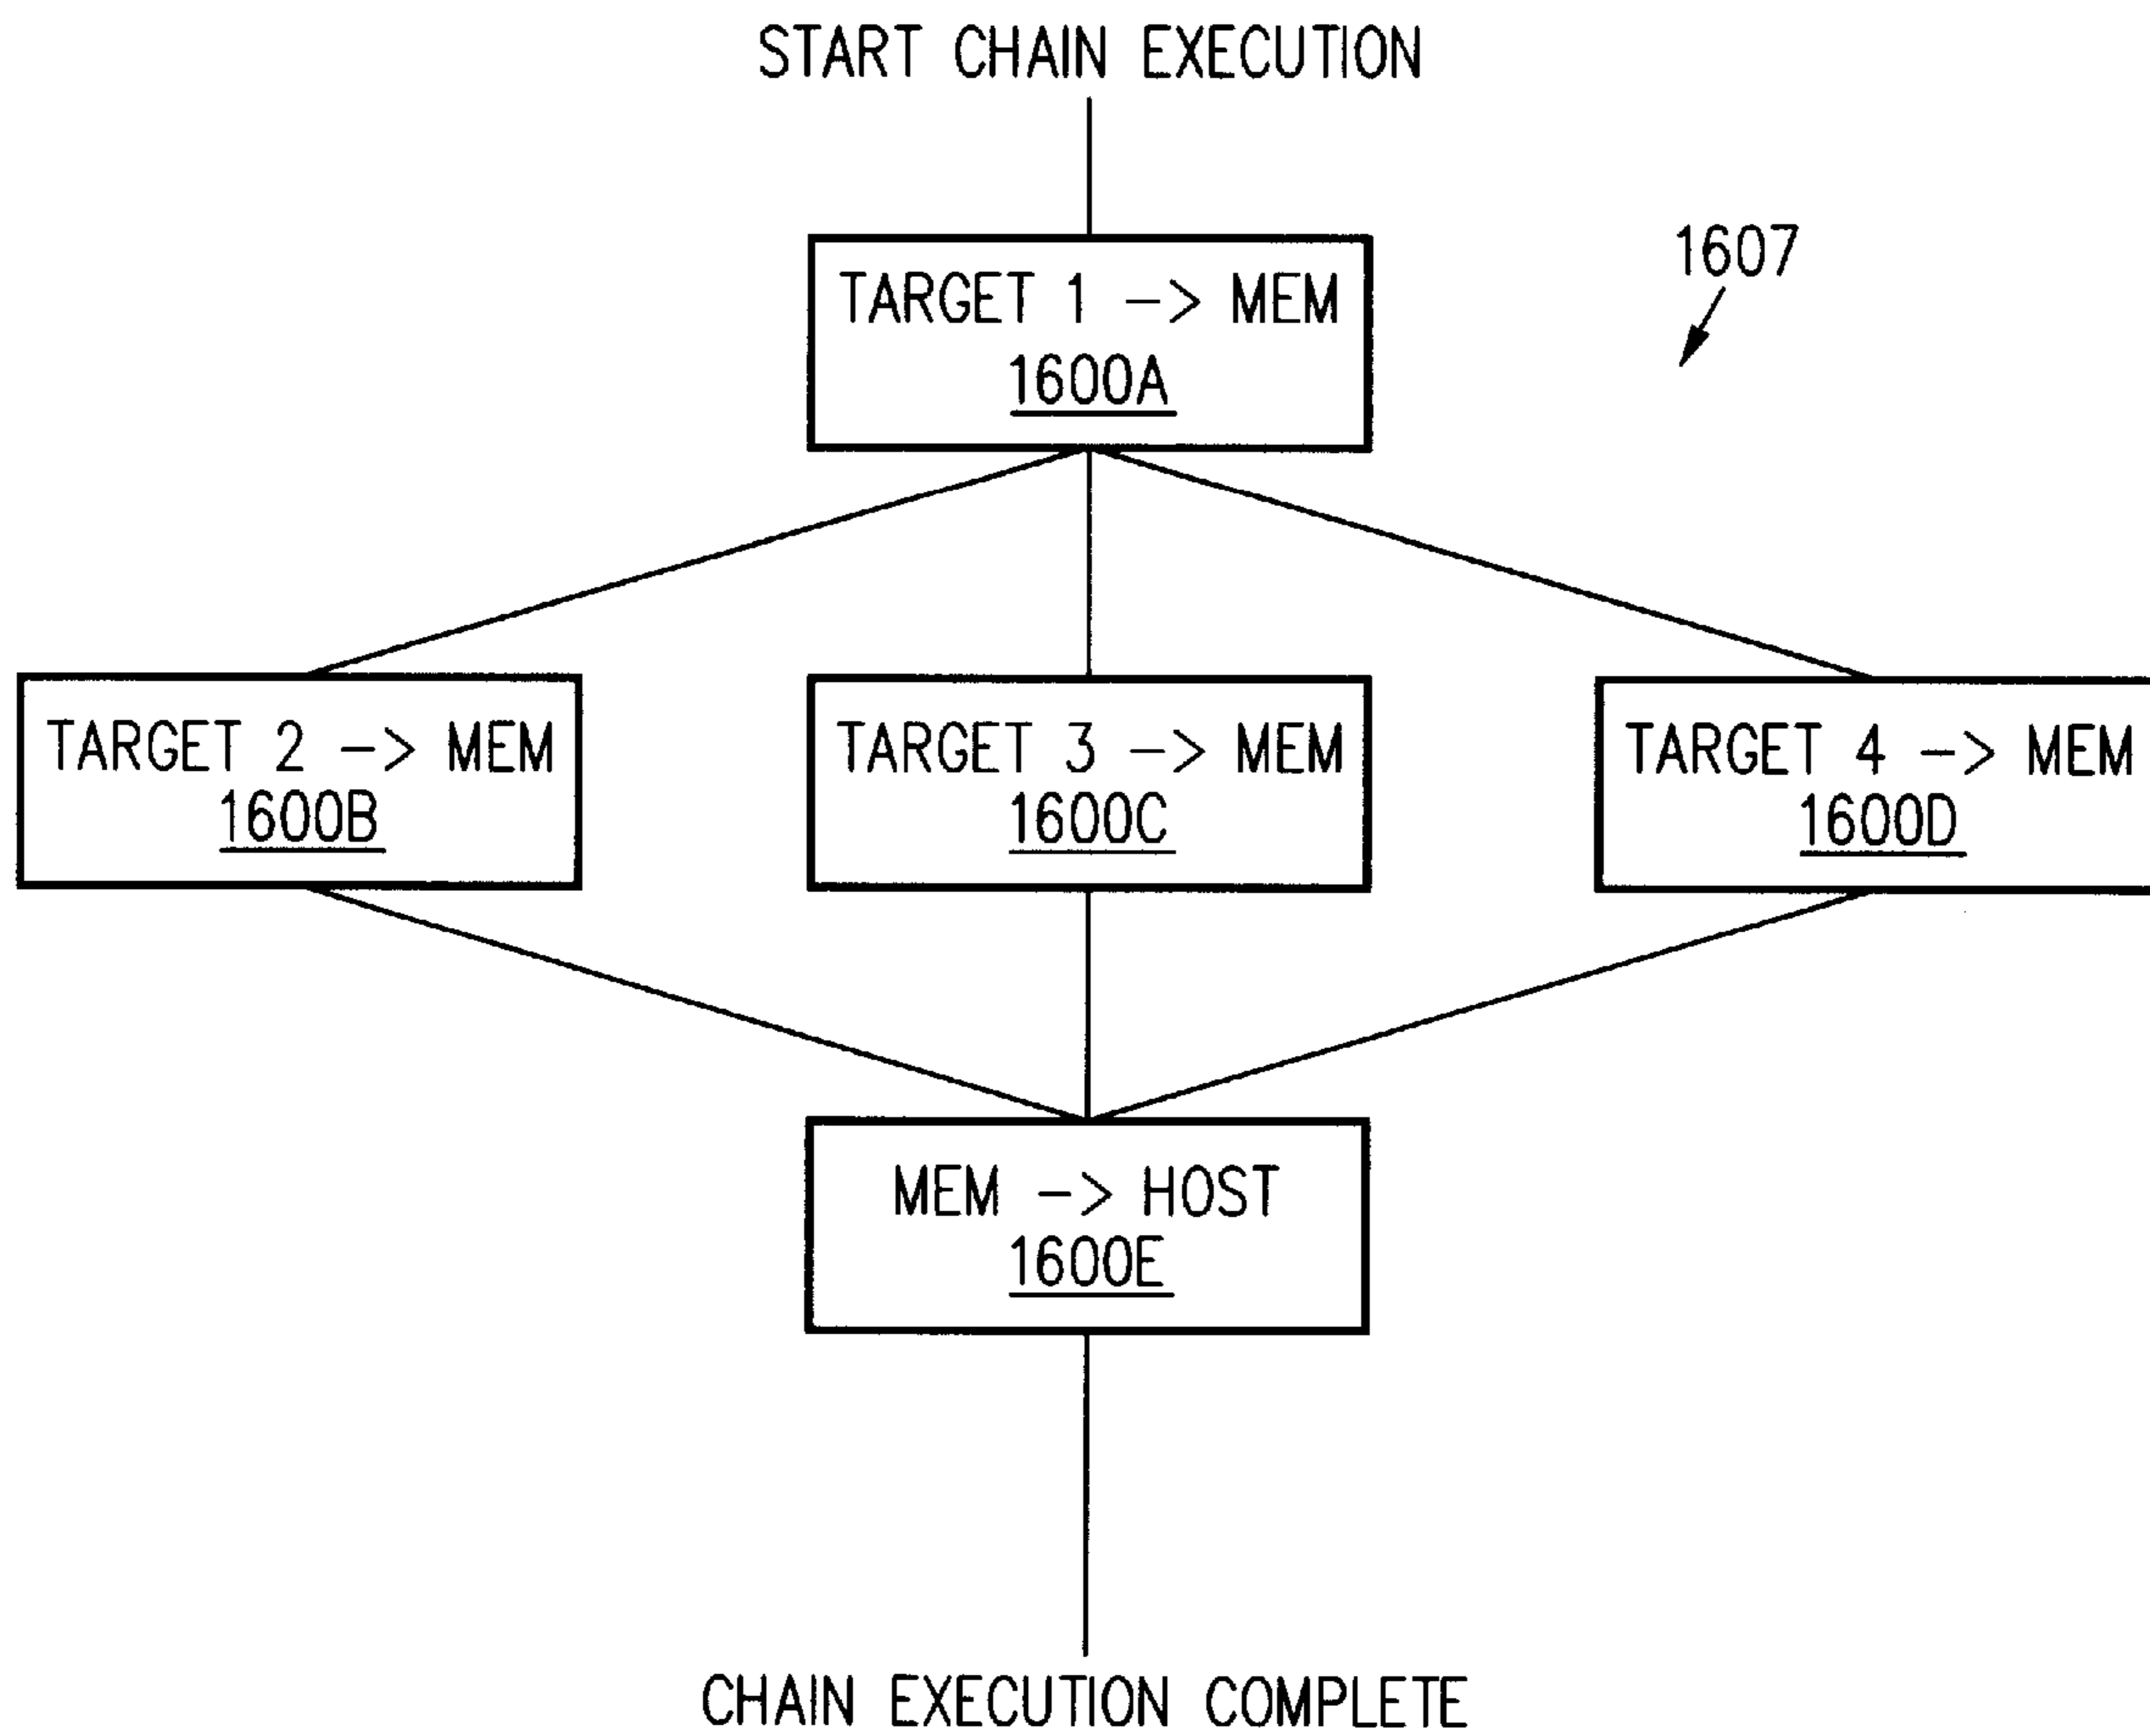 START CHAIN EXECUTION
1607
TARGET 1 -> MEM
1600A
TARGET 2 -> MEM
1600B
TARGET 3 -> MEM
1600C
TARGET 4 -> MEM
1600D
MEM -> HOST
1600E
CHAIN EXECUTION COMPLETE